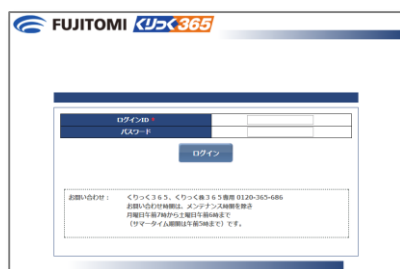 FUJITOMI くりっく365
ログインID *
パスワード
ログイン
お問い合わせ： くりっく３６５、くりっく株３６５専用 0120-365-686
お問い合わせ時間は、メンテナンス時間を除き
月曜日午前7時から土曜日午前6時まで
（サマータイム期間は午前5時まで）です。